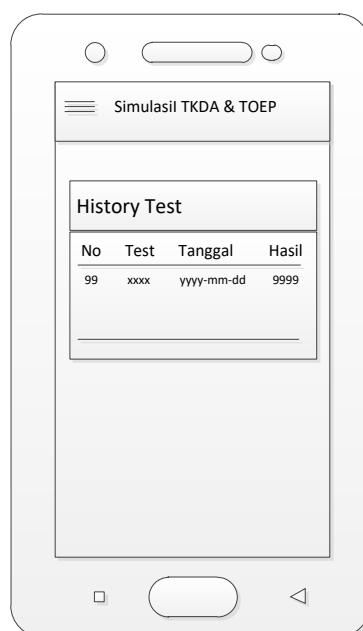 Simulasil TKDA & TOEP
History Test
No Test Tanggal Hasil
99 xxxx yyyy-mm-dd 9999